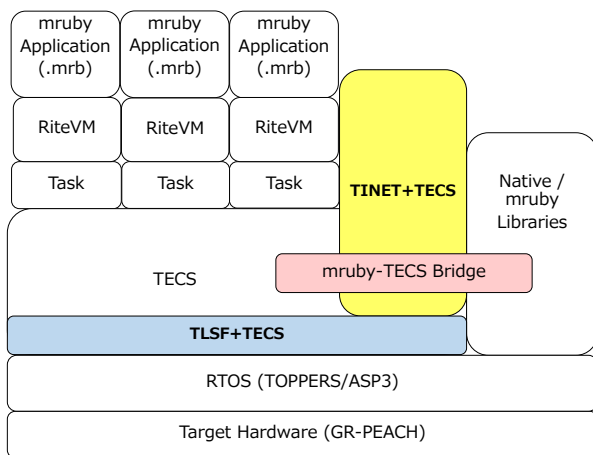 mruby
Application
(.mrb)
mruby
Application
(.mrb)
mruby
Application
(.mrb)
RiteVM
RiteVM
RiteVM
Task
Task
Task
TINET+TECS
Native /
mruby
Libraries
TECS
mruby-TECS Bridge
TLSF+TECS
RTOS (TOPPERS/ASP3)
Target Hardware (GR-PEACH)